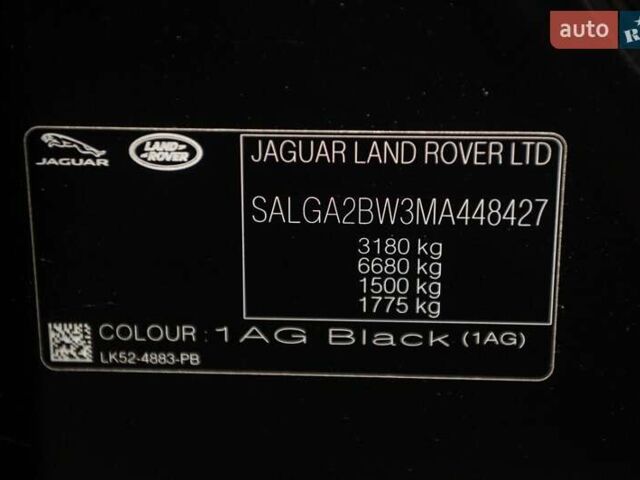 auto
R
JAGUAR
LAND
ROVER
JAGUAR LAND ROVER LTD
SALGA2BW3MA448427
3180 kg
6680 kg
1500 kg
1775 kg
COLOUR : 1AG Black (1AG)
LK52-4883-PB